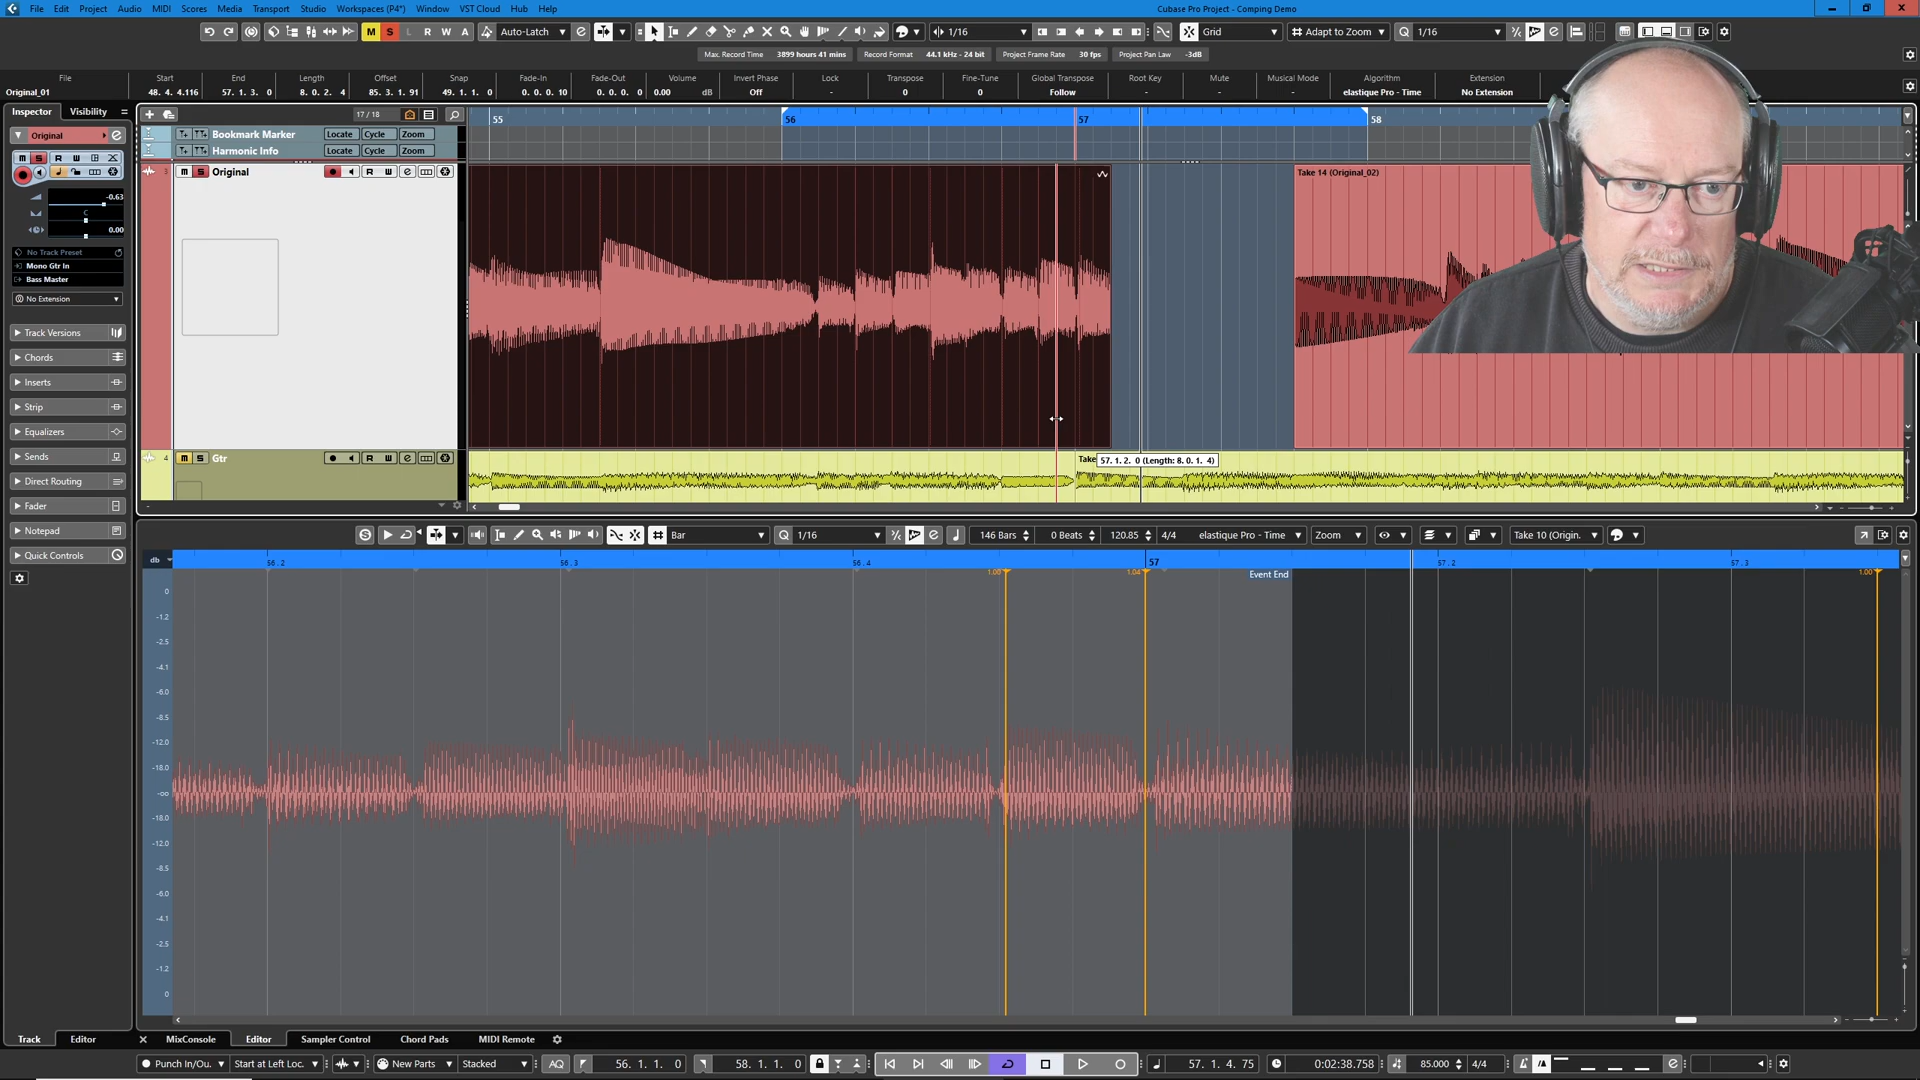 File Edit Project Audio MIDI Scores Media Transport Studio Workspaces (P4*) Window VST Cloud Hub Help
Cubase Pro Project - Comping Demo
M S L R W A Auto-Latch 1/16 Grid Adapt to Zoom Q 1/16
Max. Record Time 3899 hours 41 mins Record Format 44.1 kHz - 24 bit Project Frame Rate 30 fps Project Pan Law -3dB
File Start End Length Offset Snap Fade-In Fade-Out Volume Invert Phase Lock Transpose Fine-Tune Global Transpose Root Key Mute Musical Mode Algorithm Extension
Original_01 48. 4. 4.116 57. 1. 3. 0 8. 0. 2. 4 85. 3. 1. 91 49. 1. 1. 0 0. 0. 0. 10 0. 0. 0. 0 0.00 dB Off - 0 0 Follow - - - elastique Pro - Time No Extension
Inspector Visibility
17 / 18
55 56 57 58
Original
Bookmark Marker Locate Cycle Zoom
Harmonic Info Locate Cycle Zoom
M S R W
3 M S Original R W
Take 14 (Original_02)
-0.63
C
0.00
No Track Preset
Mono Gtr In
Bass Master
No Extension
Track Versions
Chords
Inserts
Strip
Equalizers
Sends
Direct Routing
Fader
Notepad
Quick Controls
4 M S Gtr R W
Take
57. 1. 2. 0 (Length: 8. 0. 1. 4)
S Bar Q 1/16 146 Bars 0 Beats 120.85 4/4 elastique Pro - Time Zoom Take 10 (Origin.
db 56.2 56.3 56.4 57 57.2 57.3
1.00 1.04 Event End 1.00
0
-1.2
-2.5
-4.1
-6.0
-8.5
-12.0
-18.0
-oo
-18.0
-12.0
-8.5
-6.0
-4.1
-2.5
-1.2
0
Track Editor MixConsole Editor Sampler Control Chord Pads MIDI Remote
Punch In/Ou. Start at Left Loc. New Parts Stacked AQ 56. 1. 1. 0 58. 1. 1. 0 57. 1. 4. 75 0:02:38.758 85.000 4/4